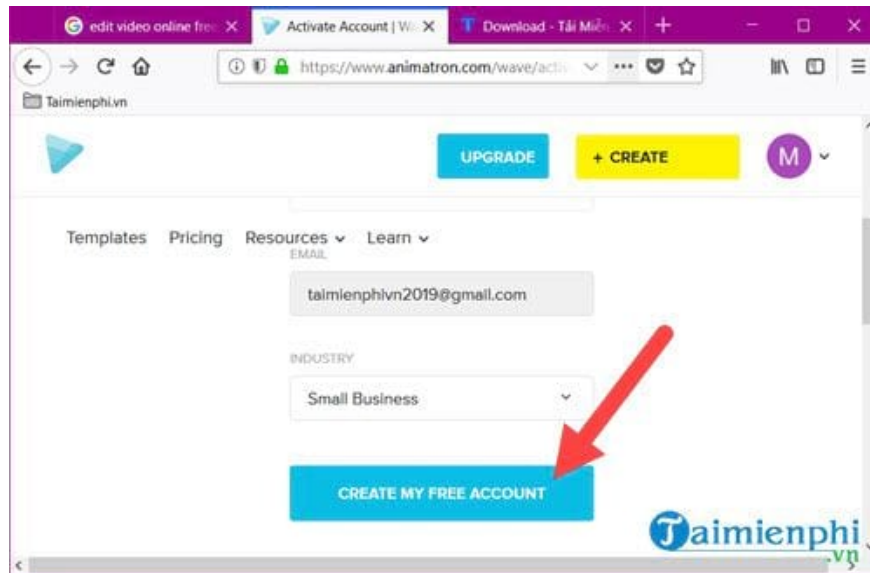 edit video online fre
Activate Account | W
Download - Tải Miễn
https://www.animatron.com/wave/acti
Taimienphi.vn
UPGRADE
+ CREATE
M
Templates Pricing Resources Learn
EMAIL
taimienphivn2019@gmail.com
INDUSTRY
Small Business
CREATE MY FREE ACCOUNT
Taimienphi
.vn